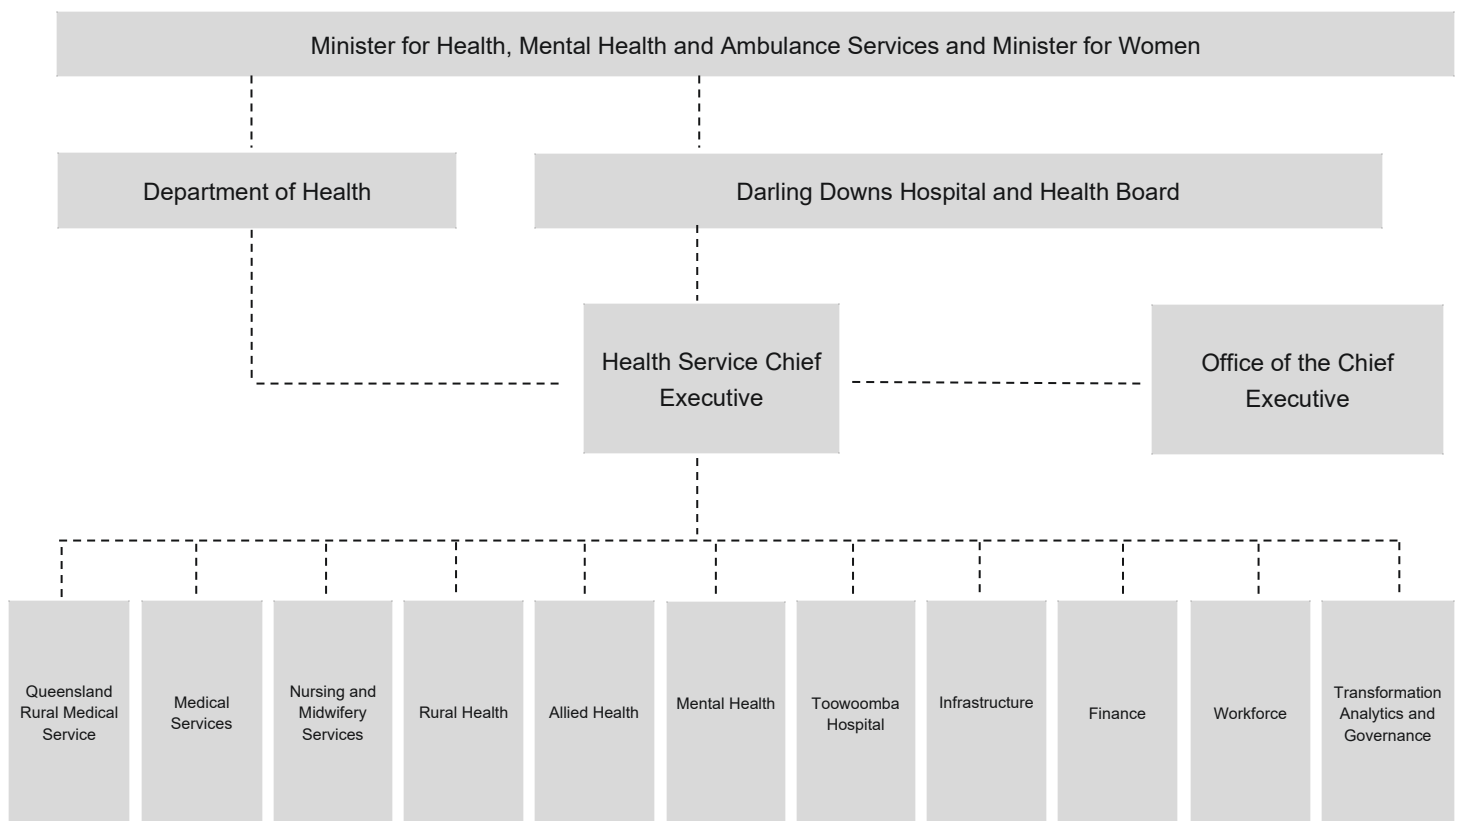 Minister for Health, Mental Health and Ambulance Services and Minister for Women
Department of Health
Darling Downs Hospital and Health Board
Health Service Chief
Executive
Office of the Chief
Executive
Queensland
Rural Medical
Service
Medical
Services
Nursing and
Midwifery
Services
Rural Health
Allied Health
Mental Health
Toowoomba
Hospital
Infrastructure
Finance
Workforce
Transformation
Analytics and
Governance